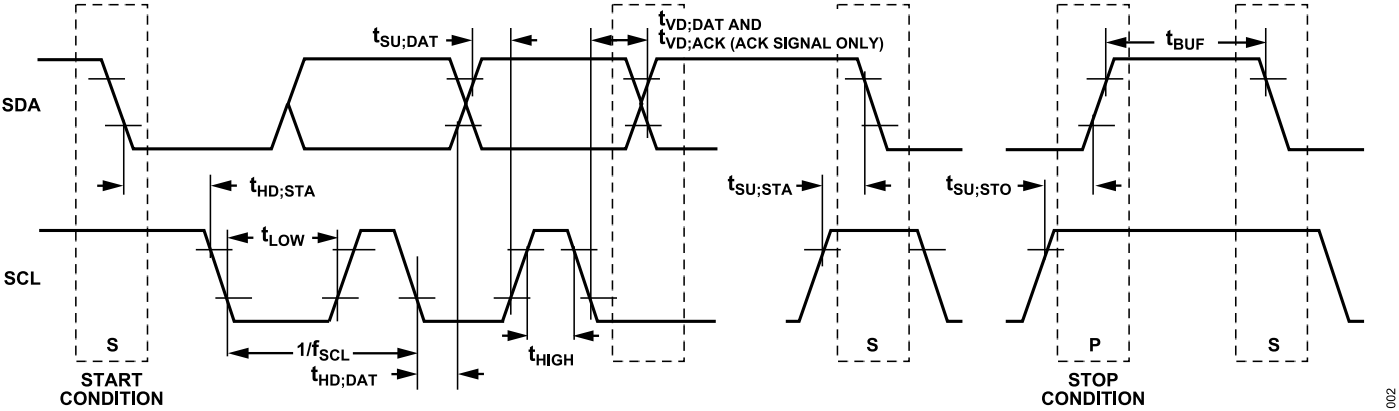 tVD;DAT AND
tSU;DAT
tVD;ACK (ACK SIGNAL ONLY)
tBUF
SDA
tHD;STA
tSU;STA
tSU;STO
tLOW
SCL
S
1/fSCL
tHIGH
S
P
S
tHD;DAT
START
CONDITION
STOP
CONDITION
002